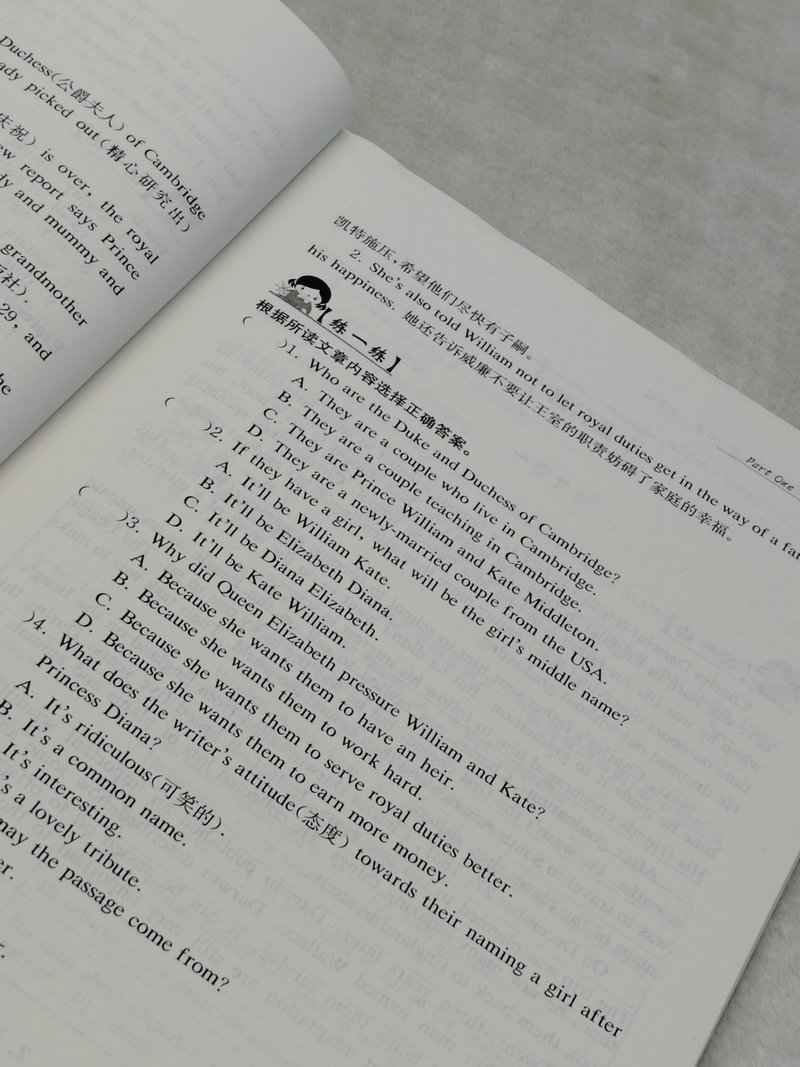 Duchess(公爵夫人) of Cambridge
picked out(精心研究出)
祝) is over, the royal
report says Prince
and mummy and
grandmother
社).
29, and
凯特施压,希望他们尽快有子嗣。
2. She's also told William not to let royal duties get in the way of a
his happiness. 她还告诉威廉不要让王室的职责妨碍了家庭的幸福。
Part One
【练一练】
根据所读文章内容选择正确答案。
( )1. Who are the Duke and Duchess of Cambridge?
A. They are a couple who live in Cambridge.
B. They are a couple teaching in Cambridge.
C. They are Prince William and Kate Middleton.
D. They are a newly-married couple from the USA.
( )2. If they have a girl, what will be the girl's middle name?
A. It'll be William Kate.
B. It'll be Elizabeth Diana.
C. It'll be Diana Elizabeth.
D. It'll be Kate William.
( )3. Why did Queen Elizabeth pressure William and Kate?
A. Because she wants them to have an heir.
B. Because she wants them to work hard.
C. Because she wants them to serve royal duties better.
D. Because she wants them to earn more money.
)4. What does the writer's attitude(态度) towards their naming a girl after
Princess Diana?
A. It's ridiculous(可笑的).
B. It's a common name.
It's interesting.
's a lovely tribute.
may the passage come from?